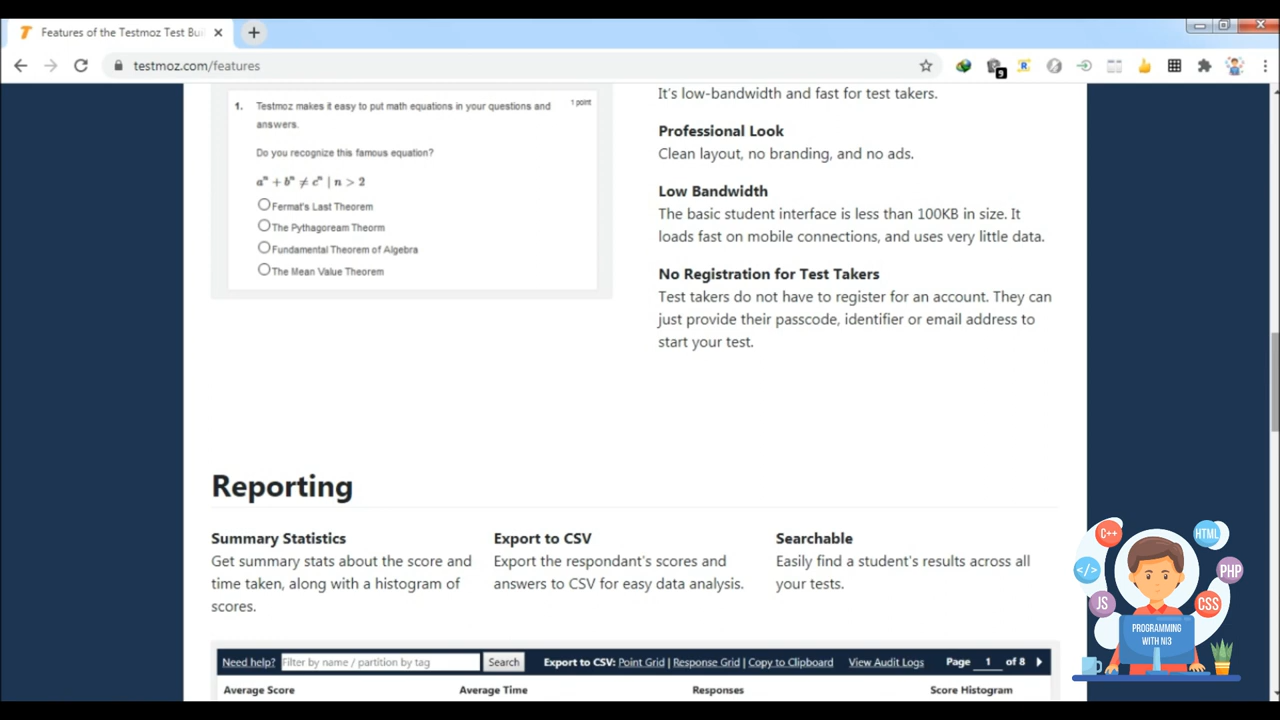 Features of the Testmoz Test Bui
testmoz.com/features
9
R
1. Testmoz makes it easy to put math equations in your questions and
answers.
1 point
Do you recognize this famous equation?
aⁿ + bⁿ ≠ cⁿ | n > 2
Fermat's Last Theorem
The Pythagoream Theorm
Fundamental Theorem of Algebra
The Mean Value Theorem
It's low-bandwidth and fast for test takers.
Professional Look
Clean layout, no branding, and no ads.
Low Bandwidth
The basic student interface is less than 100KB in size. It
loads fast on mobile connections, and uses very little data.
No Registration for Test Takers
Test takers do not have to register for an account. They can
just provide their passcode, identifier or email address to
start your test.
Reporting
Summary Statistics
Get summary stats about the score and
time taken, along with a histogram of
scores.
Export to CSV
Export the respondant's scores and
answers to CSV for easy data analysis.
Searchable
Easily find a student's results across all
your tests.
Need help? Filter by name / partition by tag Search Export to CSV: Point Grid | Response Grid | Copy to Clipboard View Audit Logs Page 1 of 8
Average Score Average Time Responses Score Histogram
C++
HTML
</>
PHP
JS
CSS
PROGRAMMING
WITH NI3